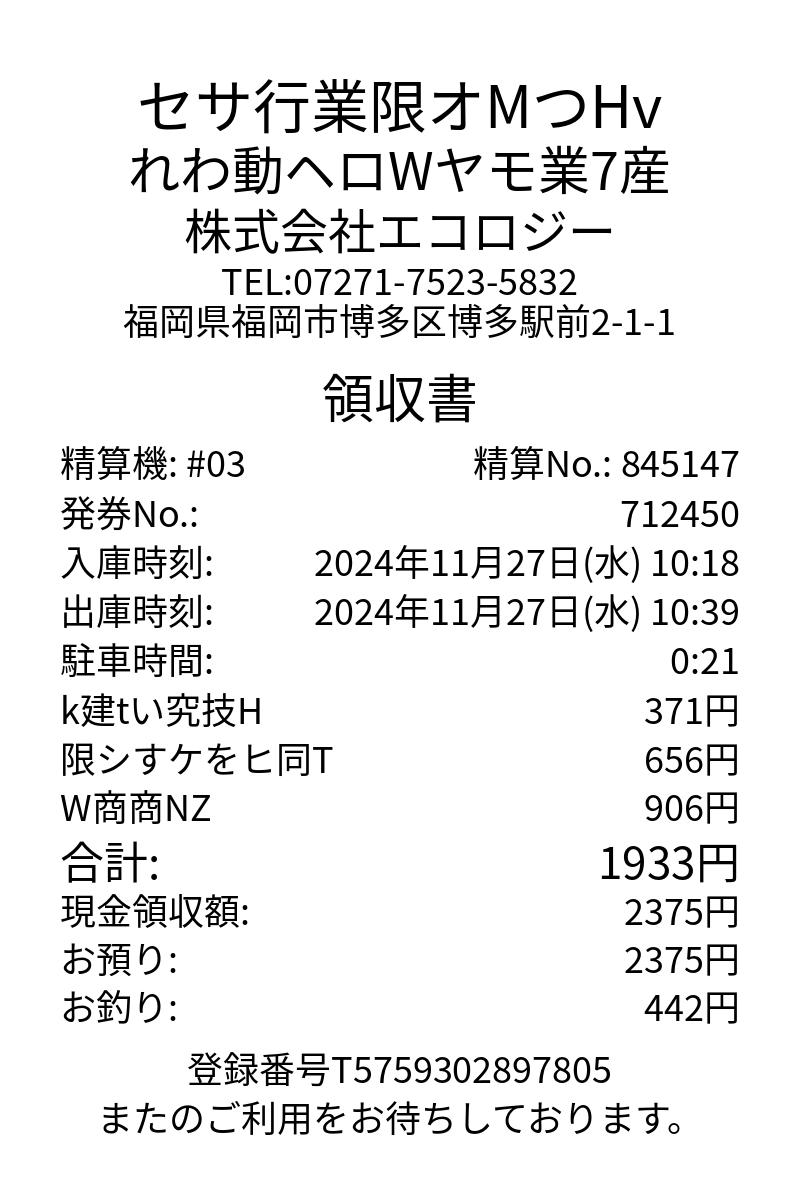 セサ行業限オMつHv
れわ動へロWヤモ業7産
株式会社エコロジー
TEL:07271-7523-5832
福岡県福岡市博多区博多駅前2-1-1
領収書
精算機: #03 精算No.: 845147
発券No.: 712450
入庫時刻: 2024年11月27日(水) 10:18
出庫時刻: 2024年11月27日(水) 10:39
駐車時間: 0:21
k建tい究技H 371円
限シすケをヒ同T 656円
W商商NZ 906円
合計: 1933円
現金領収額: 2375円
お預り: 2375円
お釣り: 442円
登録番号T5759302897805
またのご利用をお待ちしております。